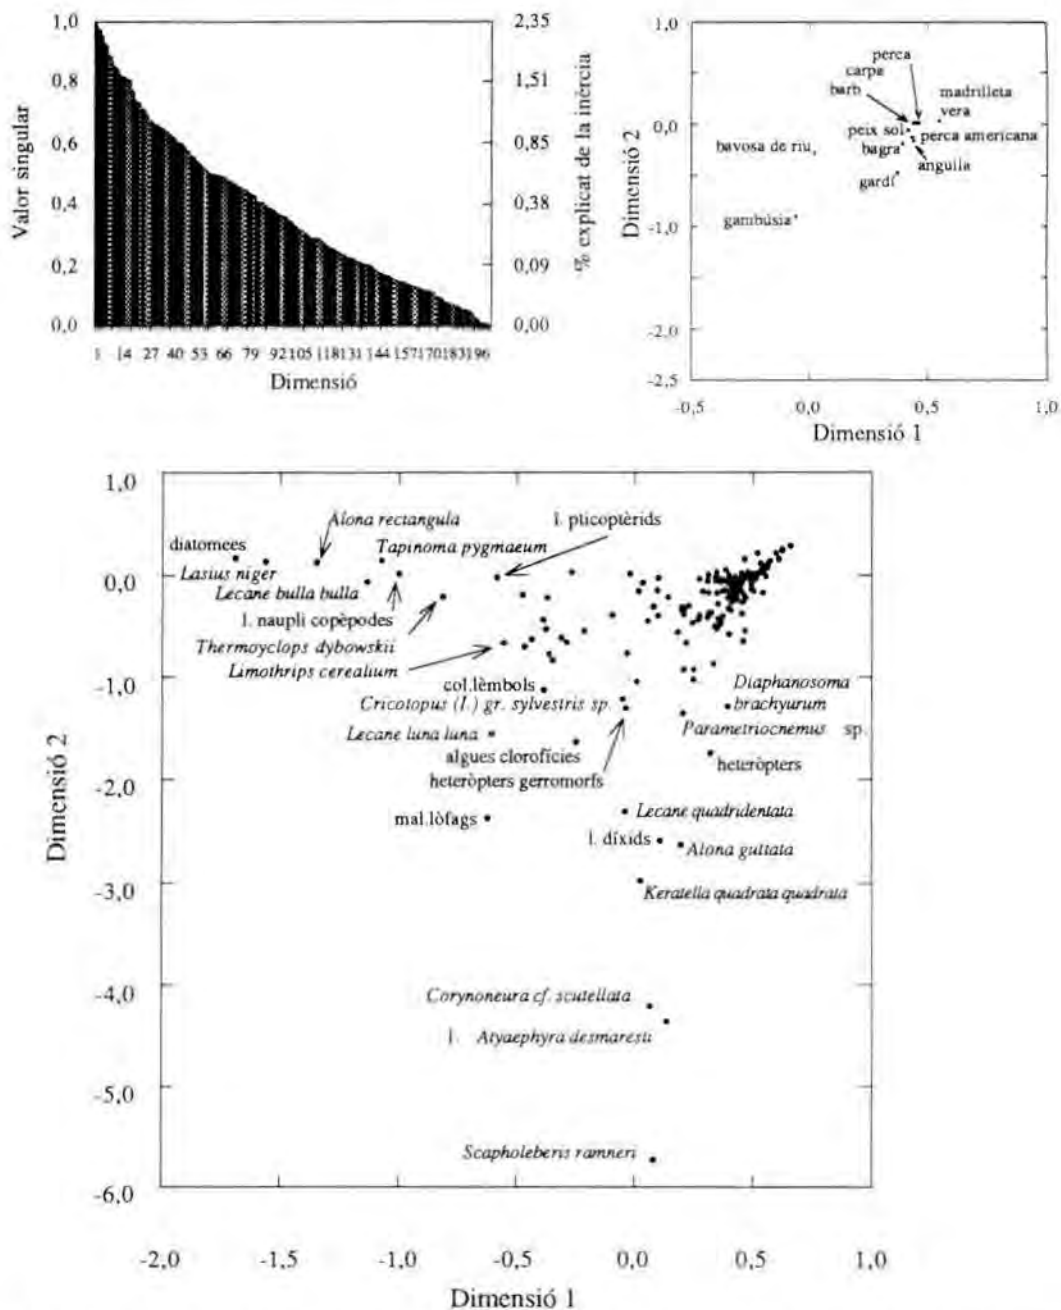 1,0
0,8
0,6
0,4
0,2
0,0
Valor singular
2,35
1,51
0,85
0,38
0,09
0,00
% explicat de la inèrcia
1 14 27 40 53 66 79 92 105 118 131 144 157 170 183 196
Dimensió
1,0
0,0
-1,0
-2,0
-2,5
Dimensió 2
perca
carpa
barb
madrilleta
vera
peix sol
perca americana
bavosa de riu
bagra
anguila
gardí
gambúsia
-0,5 0,0 0,5 1,0
Dimensió 1
1,0
0,0
-1,0
-2,0
-3,0
-4,0
-5,0
-6,0
Dimensió 2
Alona rectangula
l. pticoptèrids
diatomees
Tapinoma pygmaeum
Lasius niger
Lecane bulla bulla
l. naupli copèpodes
Thermoyclops dybowskii
Limothrips cerealium
col.lèmbols
Cricotopus (I.) gr. sylvestris sp.
Diaphanosoma
brachyurum
Lecane luna luna
Parametriocnemus sp.
algues clorofícies
heteròpters gerromorfs
heteròpters
mal.lòfags
Lecane quadridentata
l. díxids
Alona guttata
Keratella quadrata quadrata
Corynoneura cf. scutellata
l. Atyaephyra desmaresti
Scapholeberis ramneri
-2,0 -1,5 -1,0 -0,5 0,0 0,5 1,0
Dimensió 1